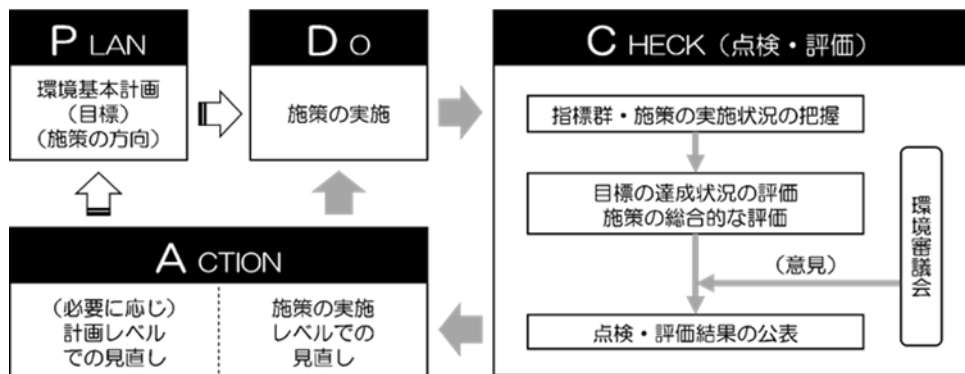 PLAN
環境基本計画
(目標)
(施策の方向)
DO
施策の実施
CHECK(点検・評価)
指標群・施策の実施状況の把握
目標の達成状況の評価
施策の総合的な評価
(意見)
環境審議会
点検・評価結果の公表
ACTION
(必要に応じ)
計画レベル
での見直し
施策の実施
レベルでの
見直し